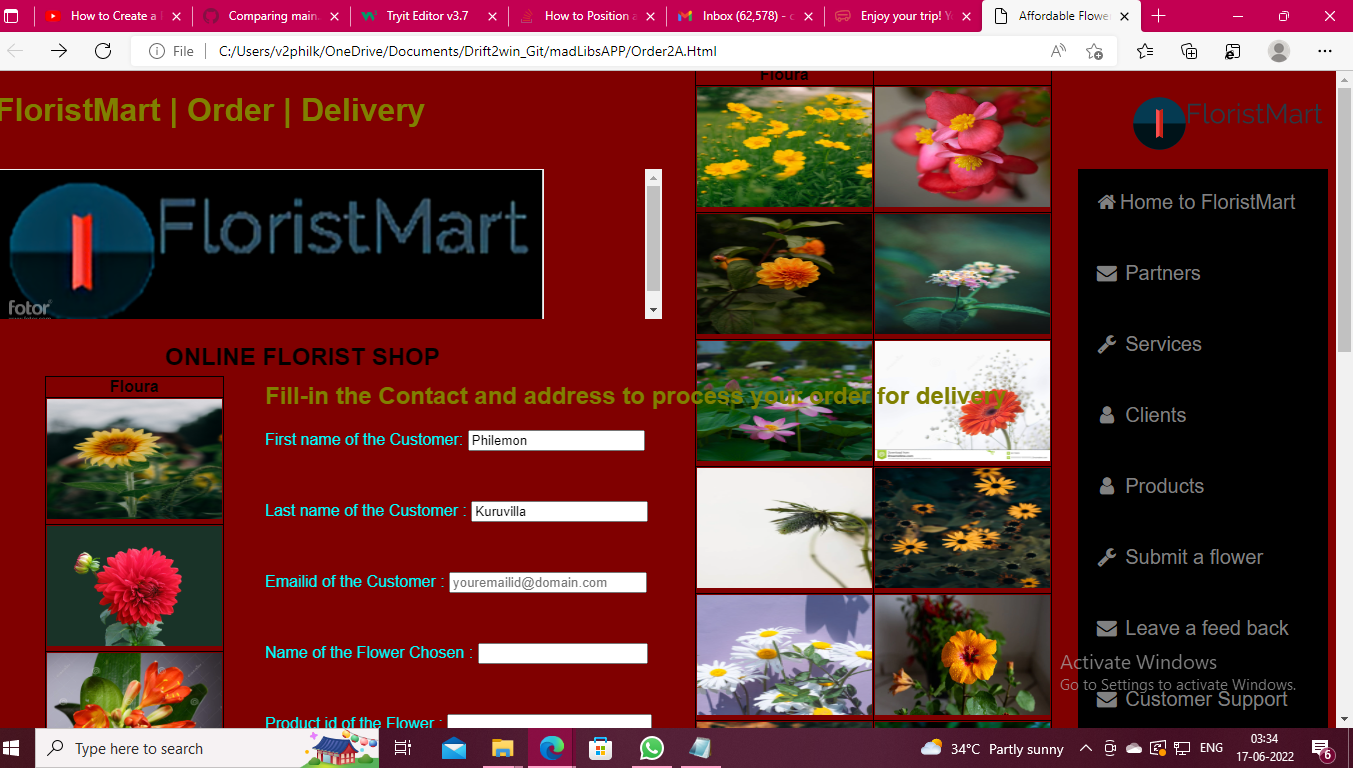 How to Create a
Comparing main.
Tryit Editor v3.7
How to Position a
Inbox (62,578) - c
Enjoy your trip! Y
Affordable Flowe
File
C:/Users/v2philk/OneDrive/Documents/Drift2win_Git/madLibsAPP/Order2A.Html
FloristMart | Order | Delivery
FloristMart
fotor
ONLINE FLORIST SHOP
Floura
Fill-in the Contact and address to process your order for delivery
First name of the Customer: Philemon
Last name of the Customer : Kuruvilla
Emailid of the Customer : youremailid@domain.com
Name of the Flower Chosen :
Product id of the Flower :
Floura
FloristMart
Home to FloristMart
Partners
Services
Clients
Products
Submit a flower
Leave a feed back
Customer Support
Activate Windows
Go to Settings to activate Windows.
Type here to search
34°C Partly sunny
ENG
03:34
17-06-2022
6